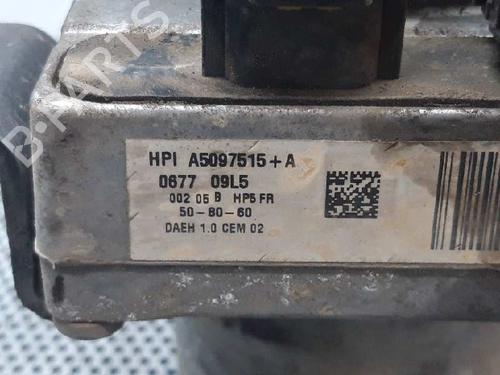 B-PARTS
HPI A5097515+A
0677 09L5
002 05 B HP5 FR
50-80-60
DAEH 1.0 CEM 02